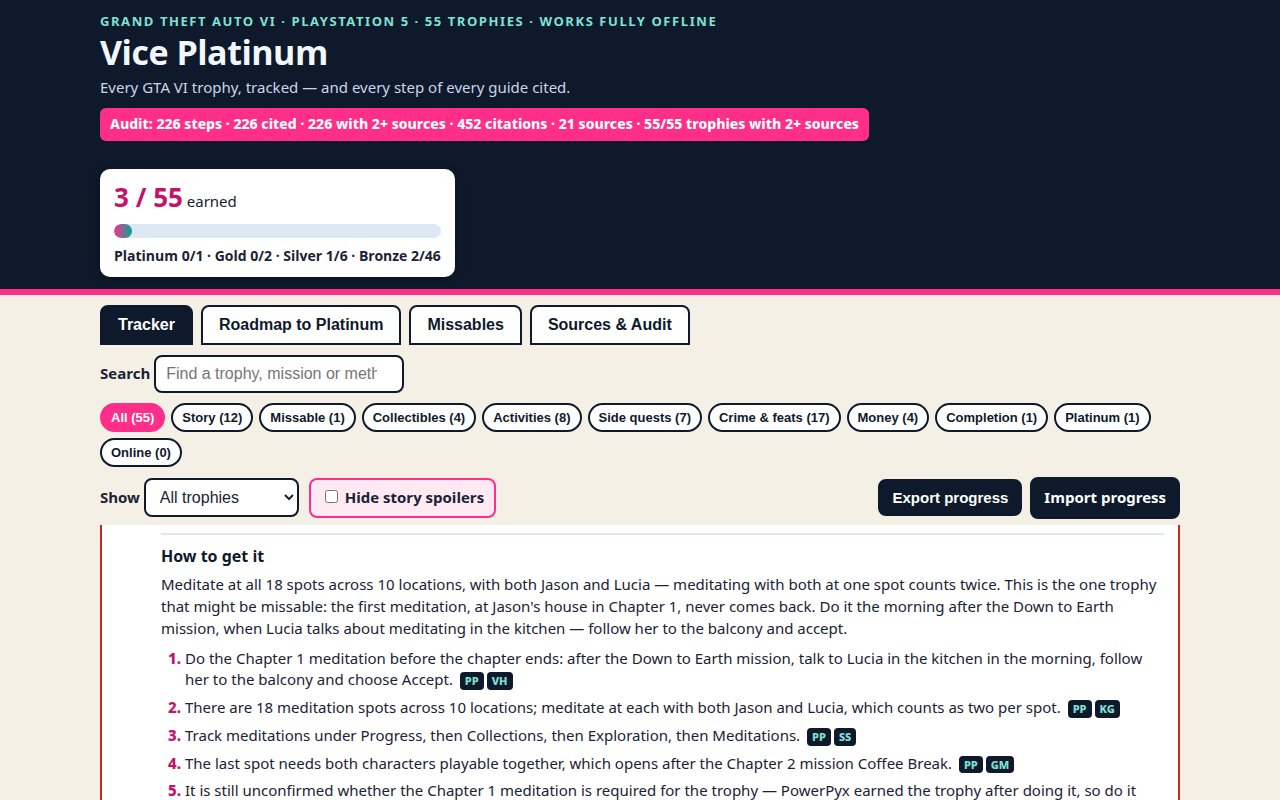 GRAND THEFT AUTO VI · PLAYSTATION 5 · 55 TROPHIES · WORKS FULLY OFFLINE
Vice Platinum
Every GTA VI trophy, tracked — and every step of every guide cited.
Audit: 226 steps · 226 cited · 226 with 2+ sources · 452 citations · 21 sources · 55/55 trophies with 2+ sources
3 / 55 earned
Platinum 0/1 · Gold 0/2 · Silver 1/6 · Bronze 2/46
Tracker Roadmap to Platinum Missables Sources & Audit
Search Find a trophy, mission or meth
All (55) Story (12) Missable (1) Collectibles (4) Activities (8) Side quests (7) Crime & feats (17) Money (4) Completion (1) Platinum (1)
Online (0)
Show All trophies Hide story spoilers Export progress Import progress
How to get it
Meditate at all 18 spots across 10 locations, with both Jason and Lucia — meditating with both at one spot counts twice. This is the one trophy
that might be missable: the first meditation, at Jason's house in Chapter 1, never comes back. Do it the morning after the Down to Earth
mission, when Lucia talks about meditating in the kitchen — follow her to the balcony and accept.
1. Do the Chapter 1 meditation before the chapter ends: after the Down to Earth mission, talk to Lucia in the kitchen in the morning, follow
her to the balcony and choose Accept. PP VH
2. There are 18 meditation spots across 10 locations; meditate at each with both Jason and Lucia, which counts as two per spot. PP KG
3. Track meditations under Progress, then Collections, then Exploration, then Meditations. PP SS
4. The last spot needs both characters playable together, which opens after the Chapter 2 mission Coffee Break. PP GM
5. It is still unconfirmed whether the Chapter 1 meditation is required for the trophy — PowerPyx earned the trophy after doing it, so do it